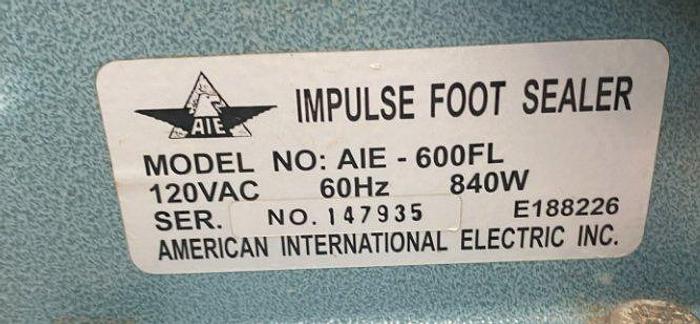 AIE IMPULSE FOOT SEALER
MODEL NO: AIE - 600FL
120VAC 60Hz 840W
SER. NO. 147935 E188226
AMERICAN INTERNATIONAL ELECTRIC INC.